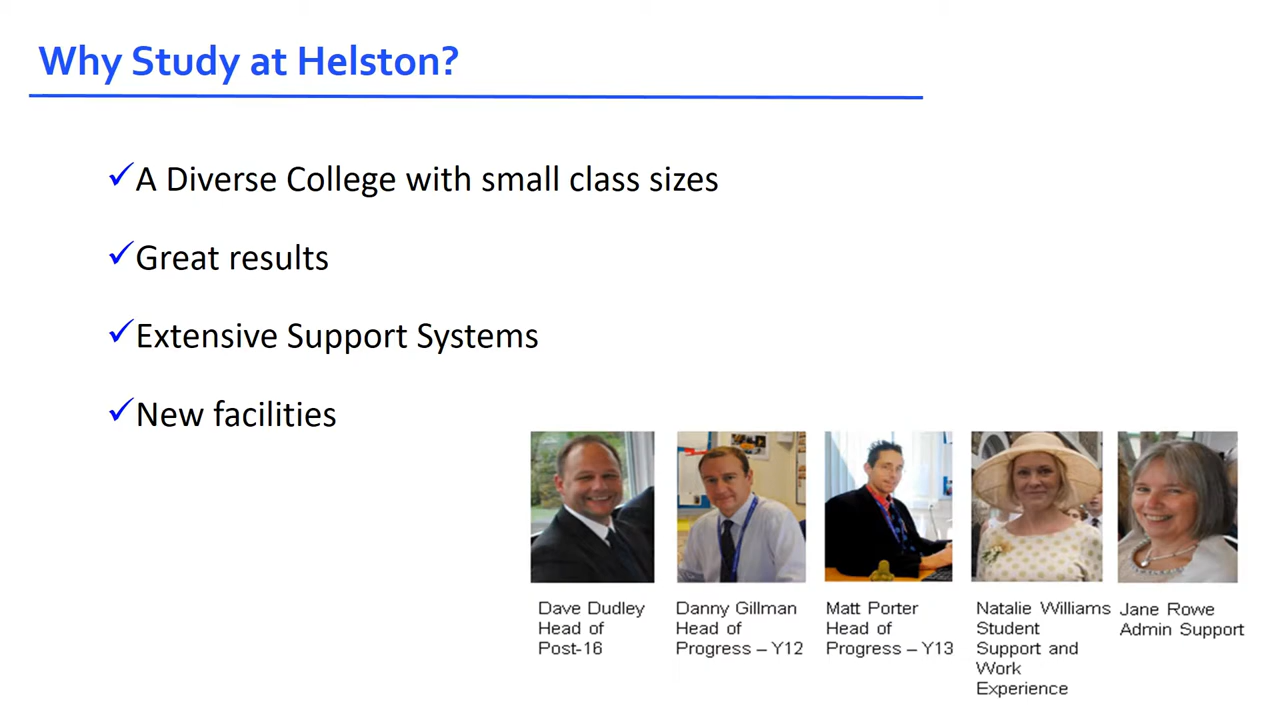 Why Study at Helston?
✓A Diverse College with small class sizes
✓Great results
✓Extensive Support Systems
✓New facilities
Dave Dudley
Head of
Post-16
Danny Gillman
Head of
Progress – Y12
Matt Porter
Head of
Progress – Y13
Natalie Williams
Student
Support and
Work
Experience
Jane Rowe
Admin Support